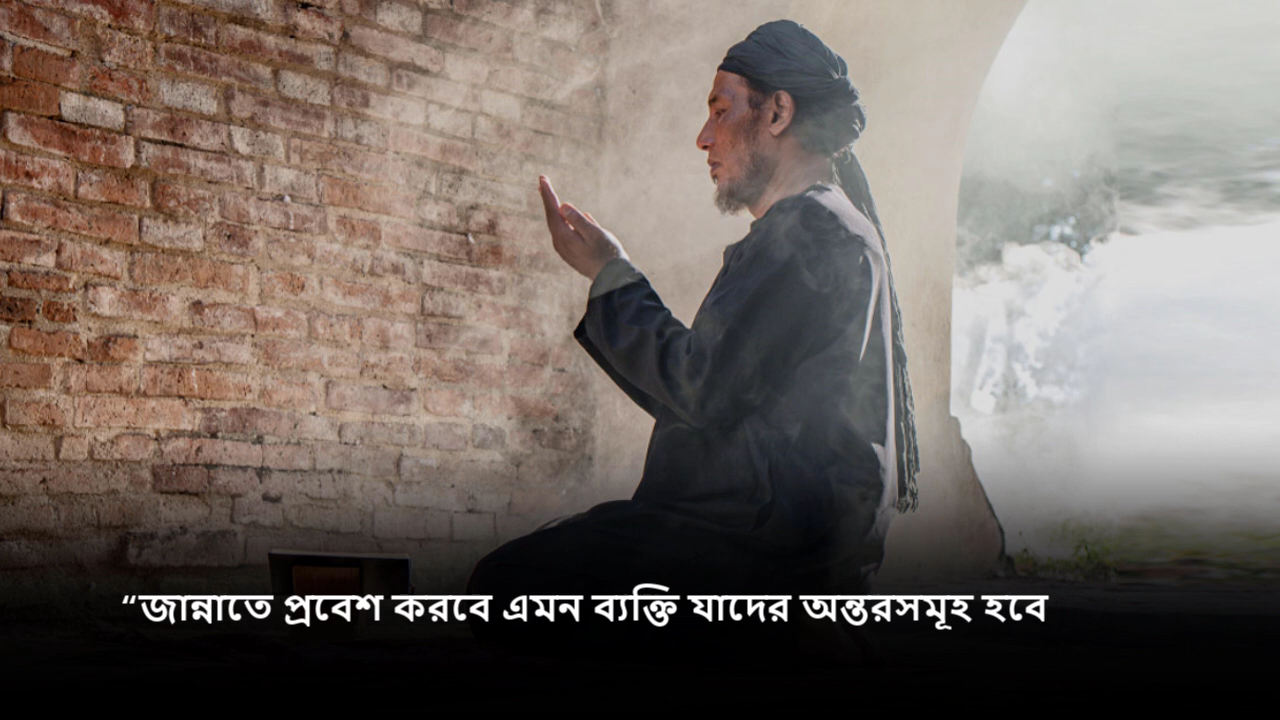 “জান্নাতে প্রবেশ করবে এমন ব্যক্তি যাদের অন্তরসমূহ হবে